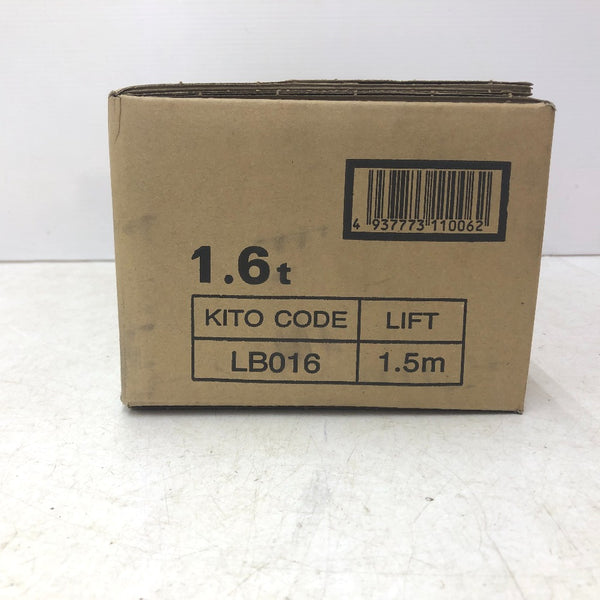 4 937773 110062
1.6t
KITO CODE LIFT
LB016 1.5m